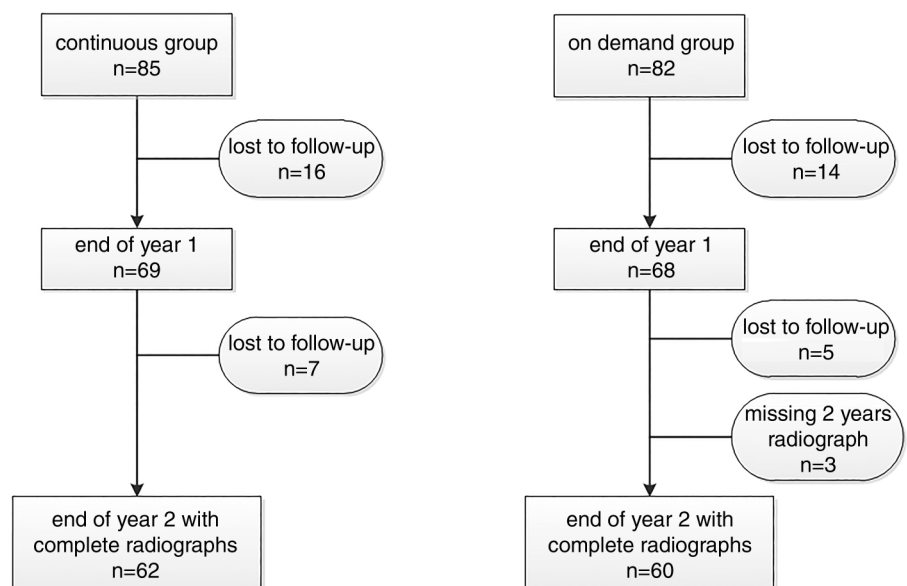 continuous group
n=85
lost to follow-up
n=16
end of year 1
n=69
lost to follow-up
n=7
end of year 2 with
complete radiographs
n=62
on demand group
n=82
lost to follow-up
n=14
end of year 1
n=68
lost to follow-up
n=5
missing 2 years
radiograph
n=3
end of year 2 with
complete radiographs
n=60